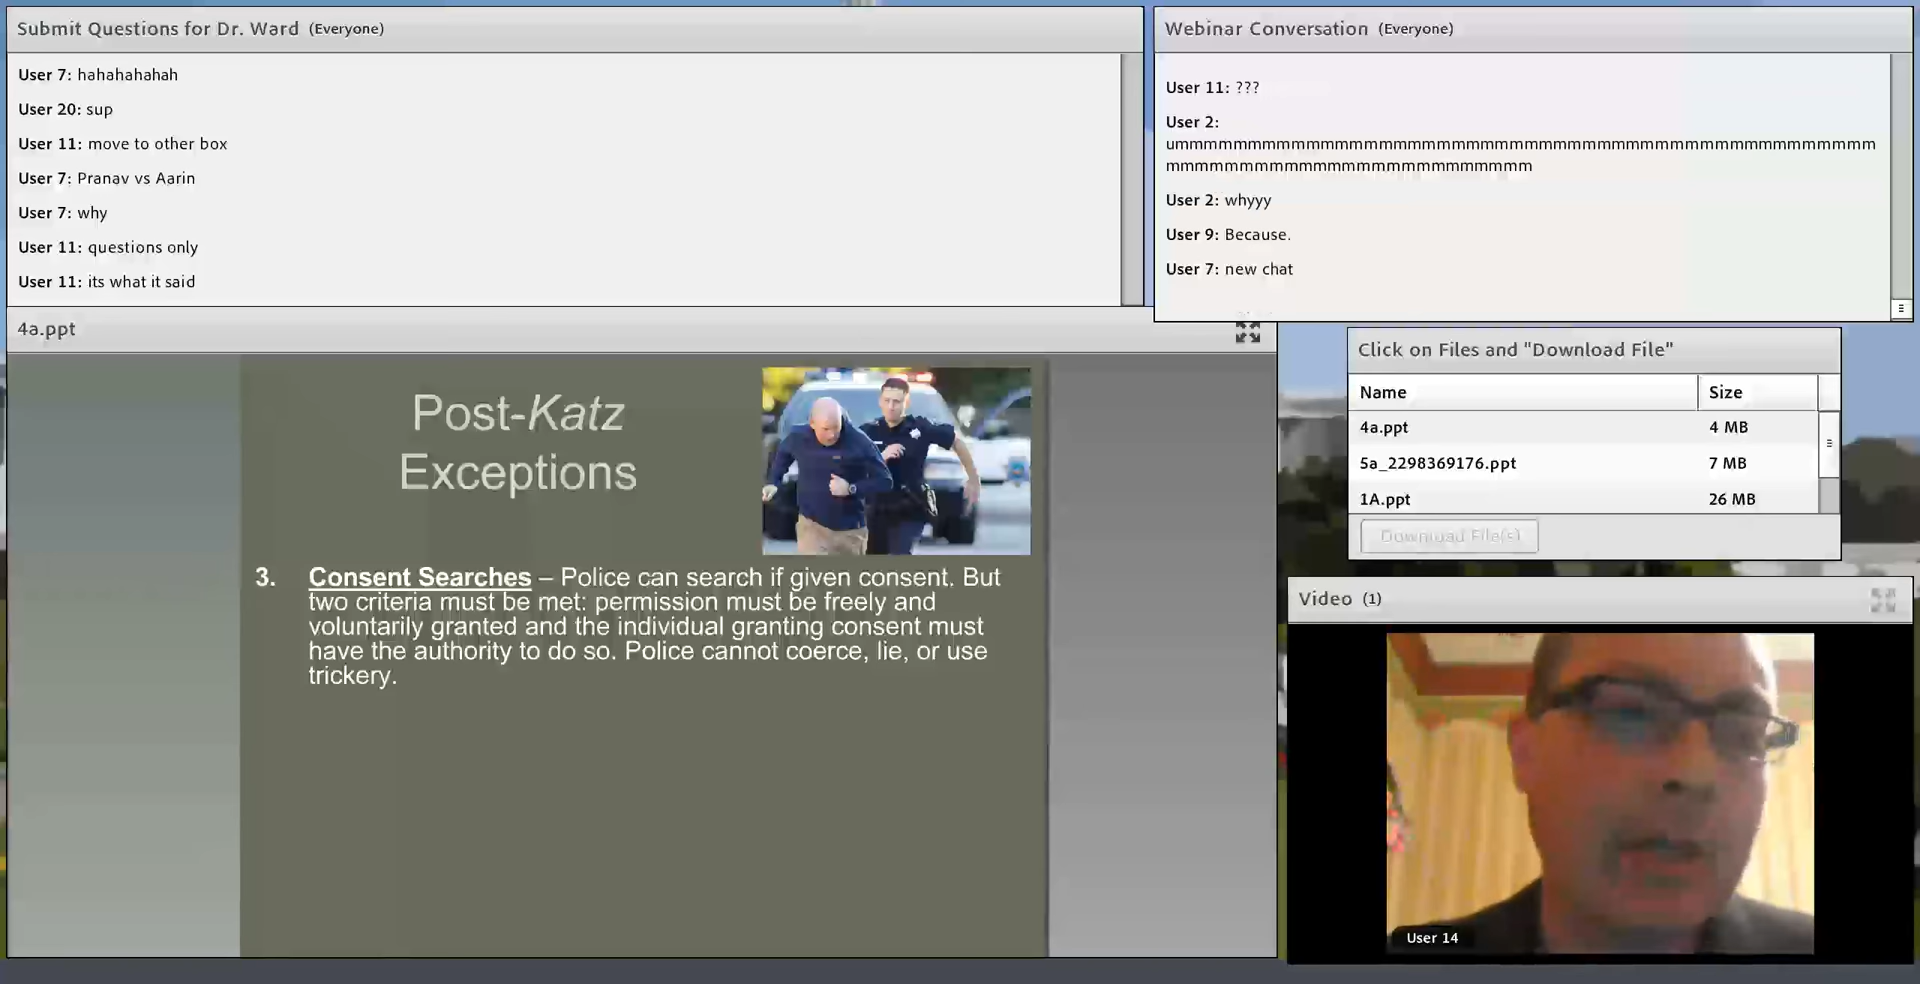 Submit Questions for Dr. Ward (Everyone)
User 7: hahahahahah
User 20: sup
User 11: move to other box
User 7: Pranav vs Aarin
User 7: why
User 11: questions only
User 11: its what it said
Webinar Conversation (Everyone)
User 11: ???
User 2:
ummmmmmmmmmmmmmmmmmmmmmmmmmmmmmmmmmmmmmmmmmmmmmmm
mmmmmmmmmmmmmmmmmmmmmmmmm
User 2: whyyy
User 9: Because.
User 7: new chat
4a.ppt
Post-Katz
Exceptions
3. Consent Searches – Police can search if given consent. But
two criteria must be met: permission must be freely and
voluntarily granted and the individual granting consent must
have the authority to do so. Police cannot coerce, lie, or use
trickery.
Click on Files and "Download File"
Name Size
4a.ppt 4 MB
5a_2298369176.ppt 7 MB
1A.ppt 26 MB
Download File(s)
Video (1)
User 14